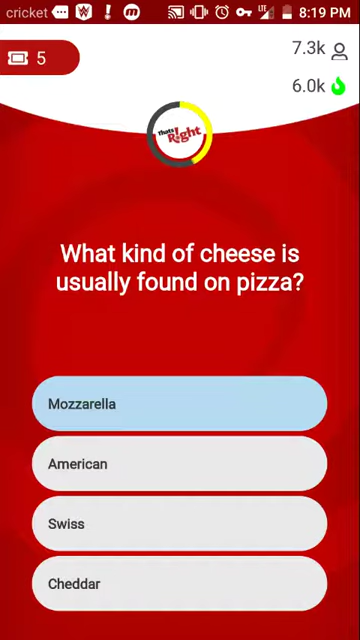 cricket 8:19 PM
LTE
5
7.3k
6.0k
Thats Right
What kind of cheese is
usually found on pizza?
Mozzarella
American
Swiss
Cheddar